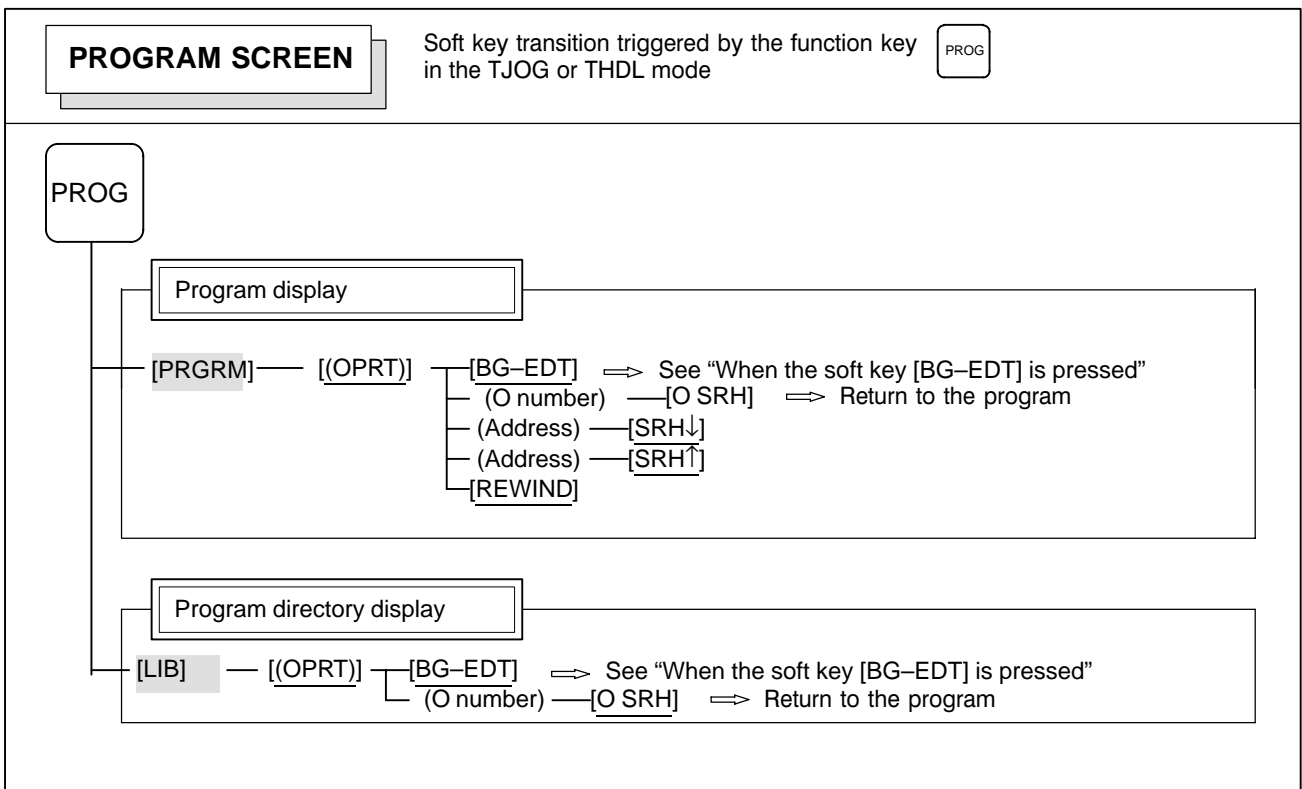 PROGRAM SCREEN
Soft key transition triggered by the function key
in the TJOG or THDL mode
PROG
PROG
Program display
[PRGRM] [(OPRT)] [BG–EDT] ⇒ See “When the soft key [BG–EDT] is pressed”
(O number) [O SRH] ⇒ Return to the program
(Address) [SRH↓]
(Address) [SRH↑]
[REWIND]
Program directory display
[LIB] [(OPRT)] [BG–EDT] ⇒ See “When the soft key [BG–EDT] is pressed”
(O number) [O SRH] ⇒ Return to the program